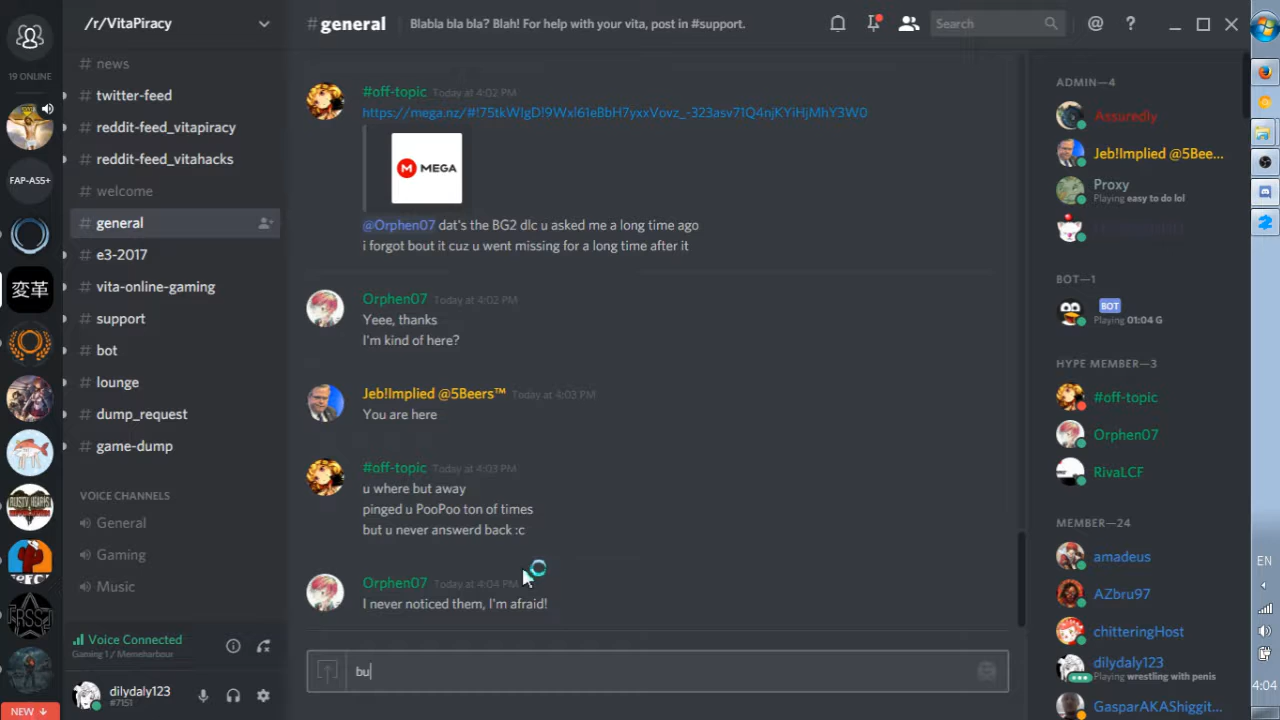 19 ONLINE
FAP-ASS+
変革
NEW ↓
/r/VitaPiracy
# news
# twitter-feed
# reddit-feed_vitapiracy
# reddit-feed_vitahacks
# welcome
# general
# e3-2017
# vita-online-gaming
# support
# bot
# lounge
# dump_request
# game-dump
VOICE CHANNELS
General
Gaming
Music
Voice Connected
Gaming 1 / Memeharbour
dilydaly123
#7151
#general
Blabla bla bla? Blah! For help with your vita, post in #support.
Search
#off-topic Today at 4:02 PM
MEGA
@Orphen07 dat's the BG2 dlc u asked me a long time ago
i forgot bout it cuz u went missing for a long time after it
Orphen07 Today at 4:02 PM
Yeee, thanks
I'm kind of here?
Jeb!Implied @5Beers™ Today at 4:03 PM
You are here
#off-topic Today at 4:03 PM
u where but away
pinged u PooPoo ton of times
but u never answerd back :c
Orphen07 Today at 4:04 PM
I never noticed them, I'm afraid!
bu
ADMIN—4
Assuredly
Jeb!Implied @5Bee...
Proxy
Playing easy to do lol
BOT—1
BOT
Playing 01:04 G
HYPE MEMBER—3
#off-topic
Orphen07
RivaLCF
MEMBER—24
amadeus
AZbru97
chitteringHost
dilydaly123
Playing wrestling with penis
GasparAKAShiggit...
EN
4:04